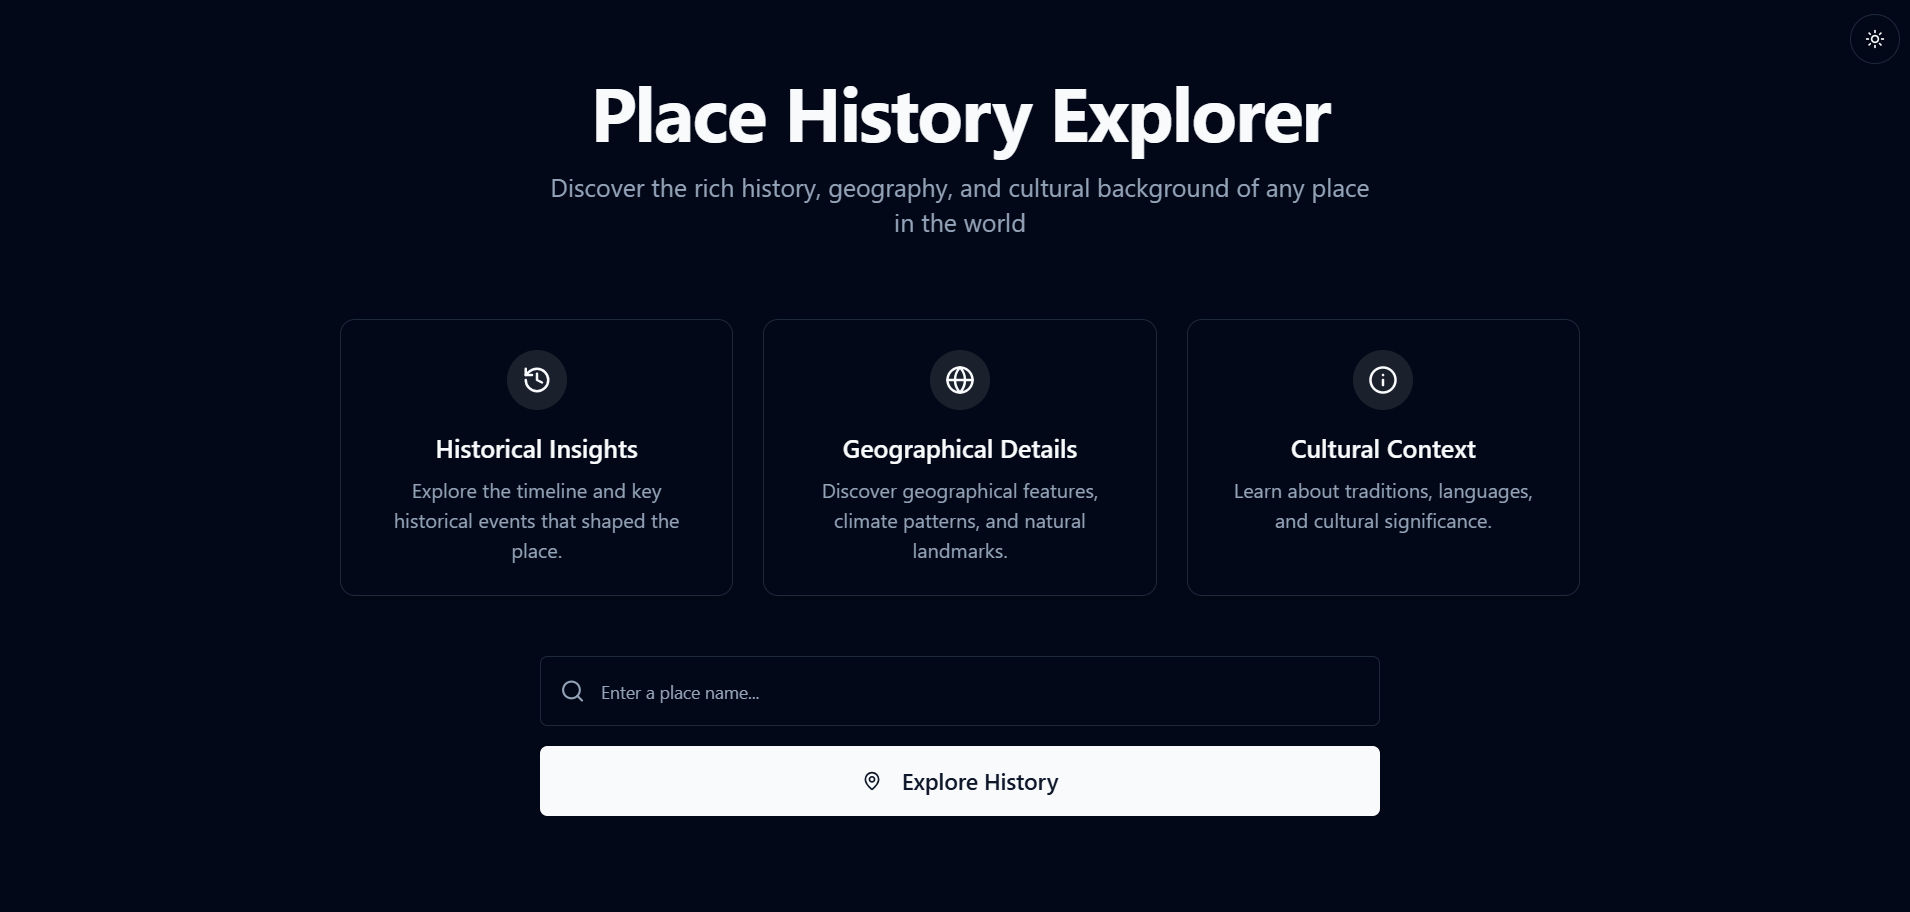 Place History Explorer
Discover the rich history, geography, and cultural background of any place
in the world
Historical Insights
Explore the timeline and key
historical events that shaped the
place.
Geographical Details
Discover geographical features,
climate patterns, and natural
landmarks.
Cultural Context
Learn about traditions, languages,
and cultural significance.
Enter a place name...
Explore History